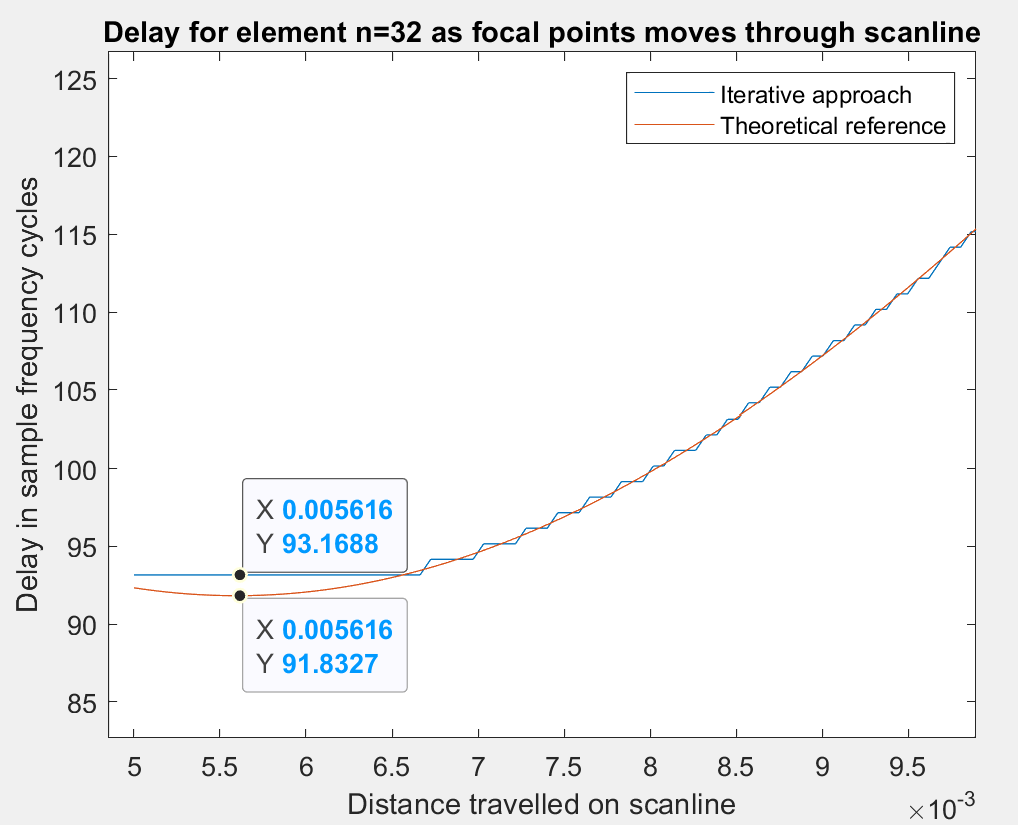 Delay for element n=32 as focal points moves through scanline
Iterative approach
Theoretical reference
Delay in sample frequency cycles
125
120
115
110
105
100
95
90
85
X 0.005616
Y 93.1688
X 0.005616
Y 91.8327
5 5.5 6 6.5 7 7.5 8 8.5 9 9.5
Distance travelled on scanline
×10⁻³